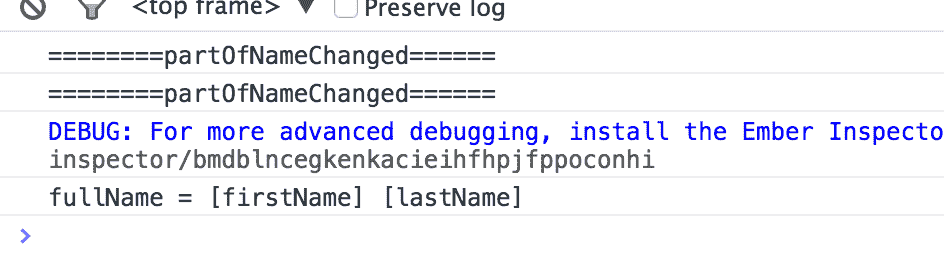 <top frame> ▼ Preserve log
========partOfNameChanged======
========partOfNameChanged======
DEBUG: For more advanced debugging, install the Ember Inspecto
inspector/bmdblncegkenkacieihfhpjfppoconhi
fullName = [firstName] [lastName]
>